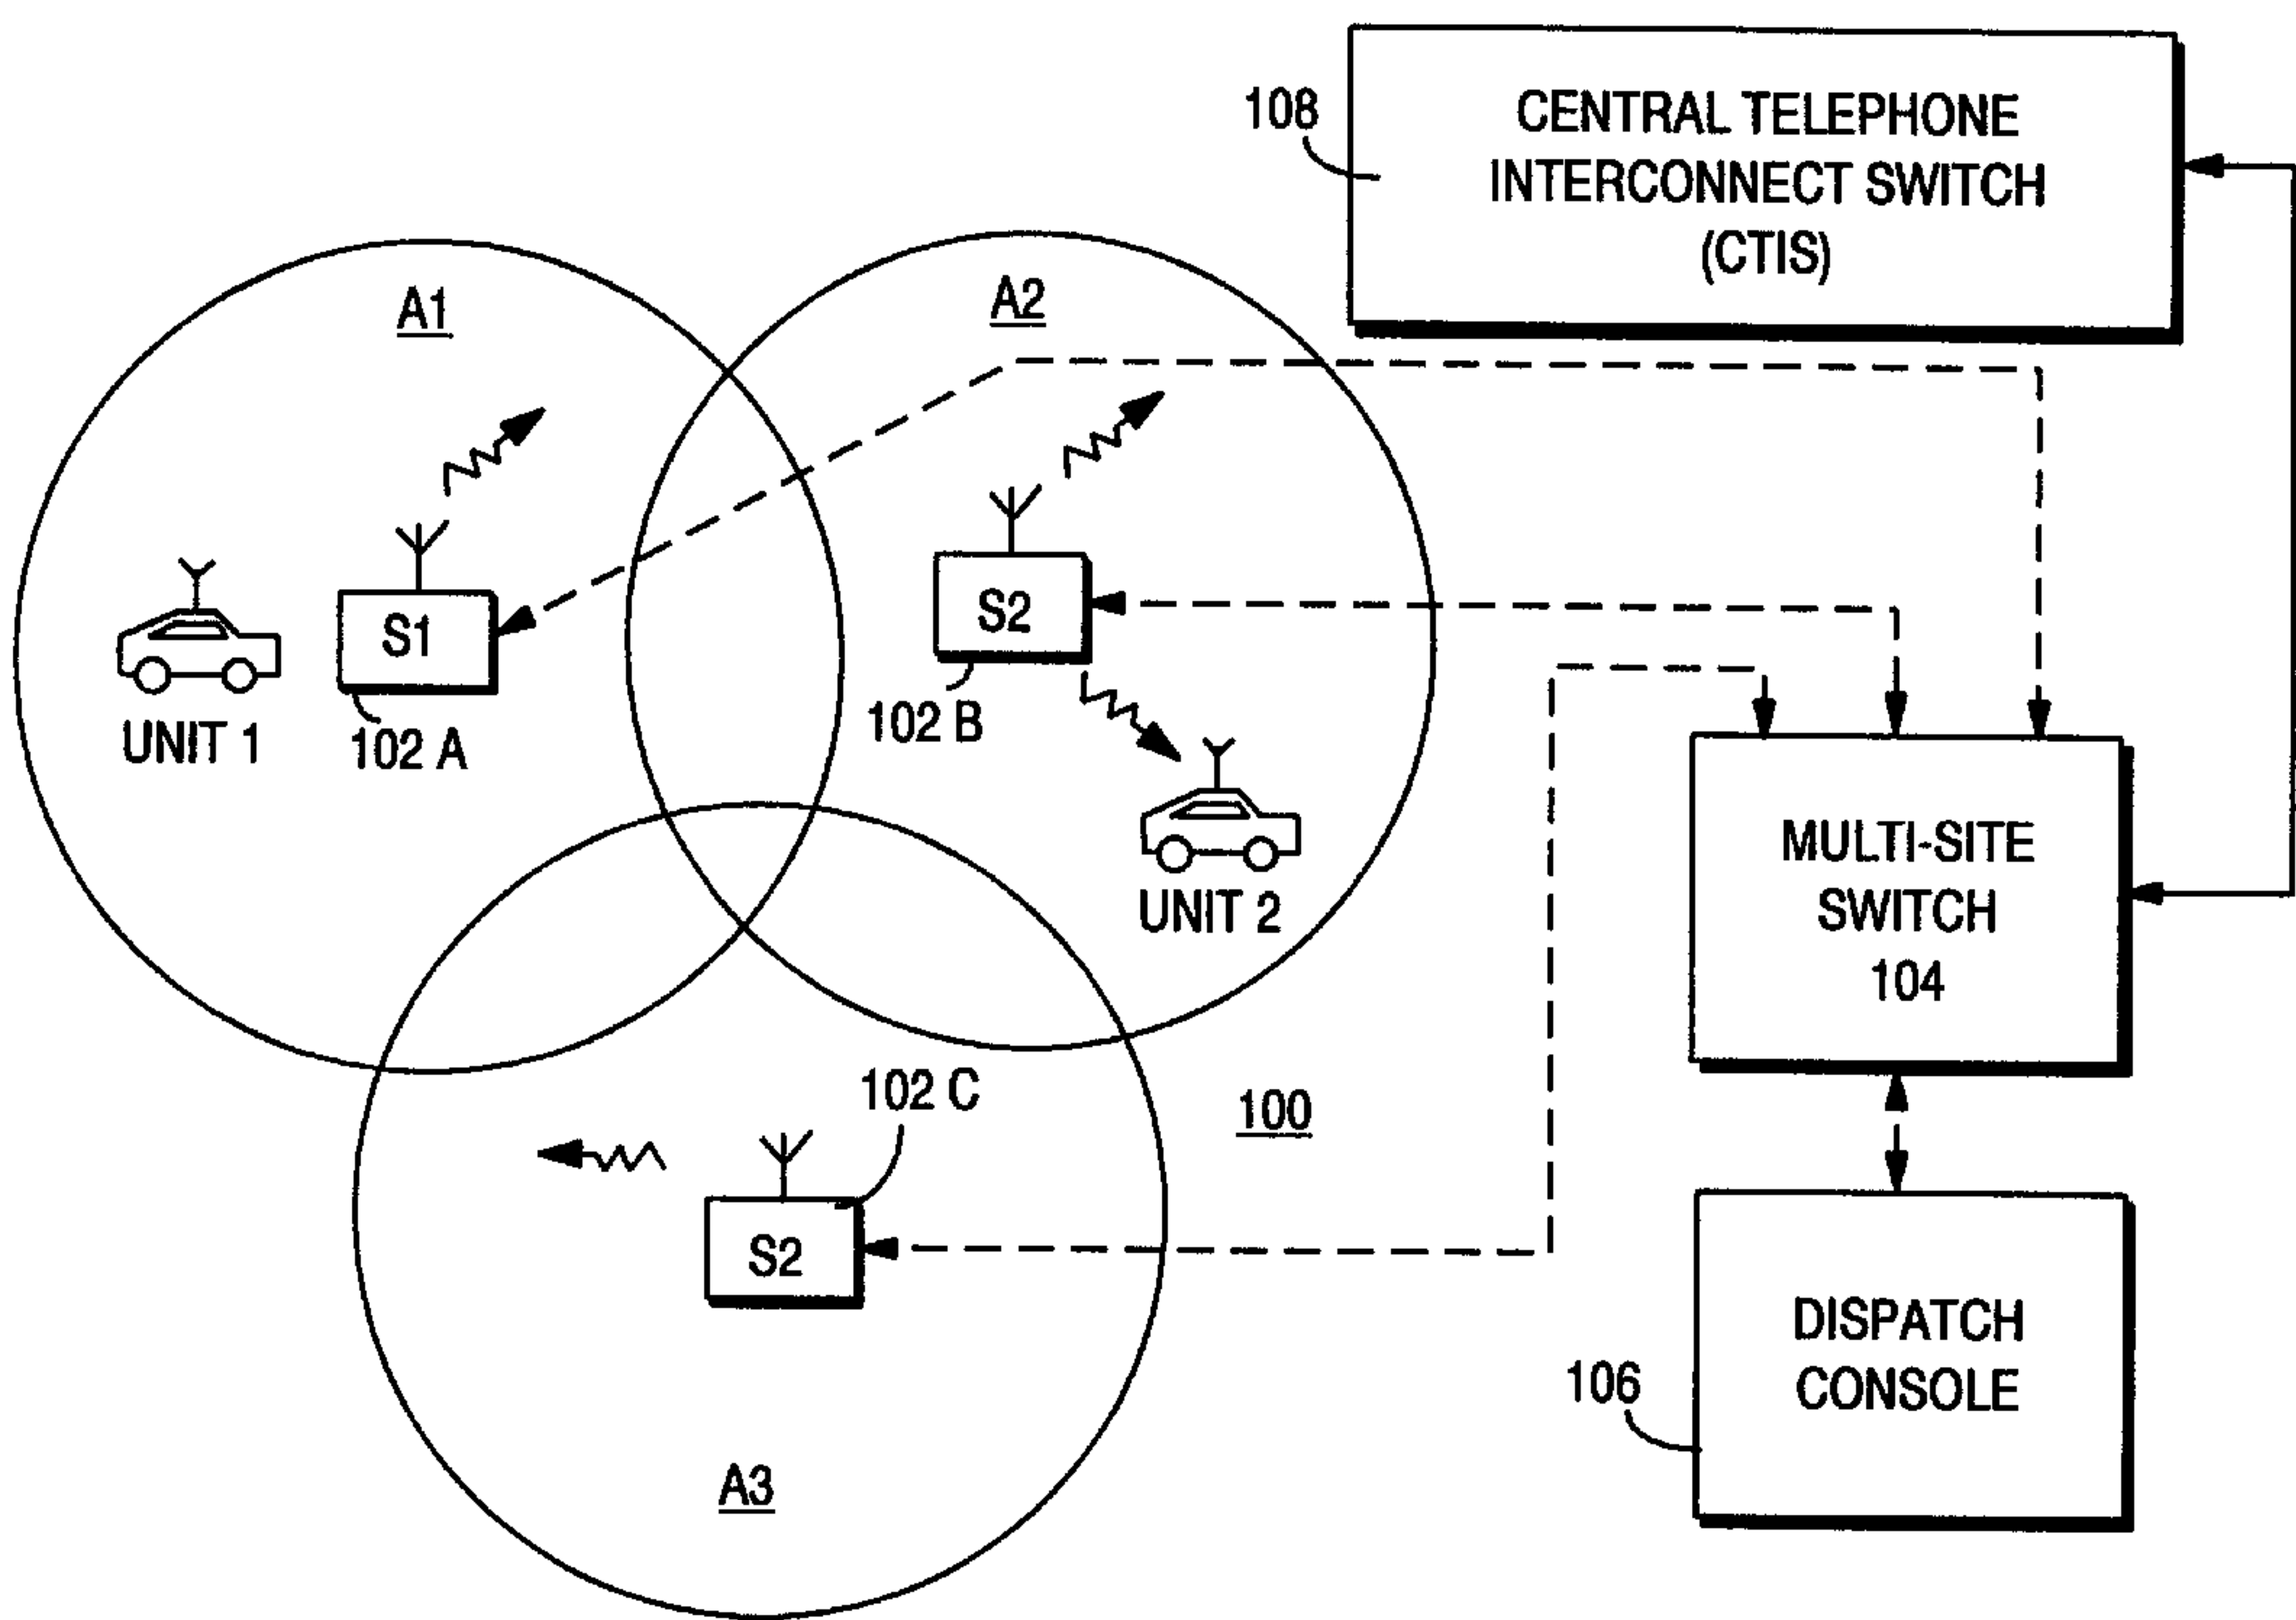 108
CENTRAL TELEPHONE
INTERCONNECT SWITCH
(CTIS)
A1
A2
S1
S2
UNIT 1
102 A
102 B
UNIT 2
MULTI-SITE
SWITCH
104
102 C
100
S2
106
DISPATCH
CONSOLE
A3